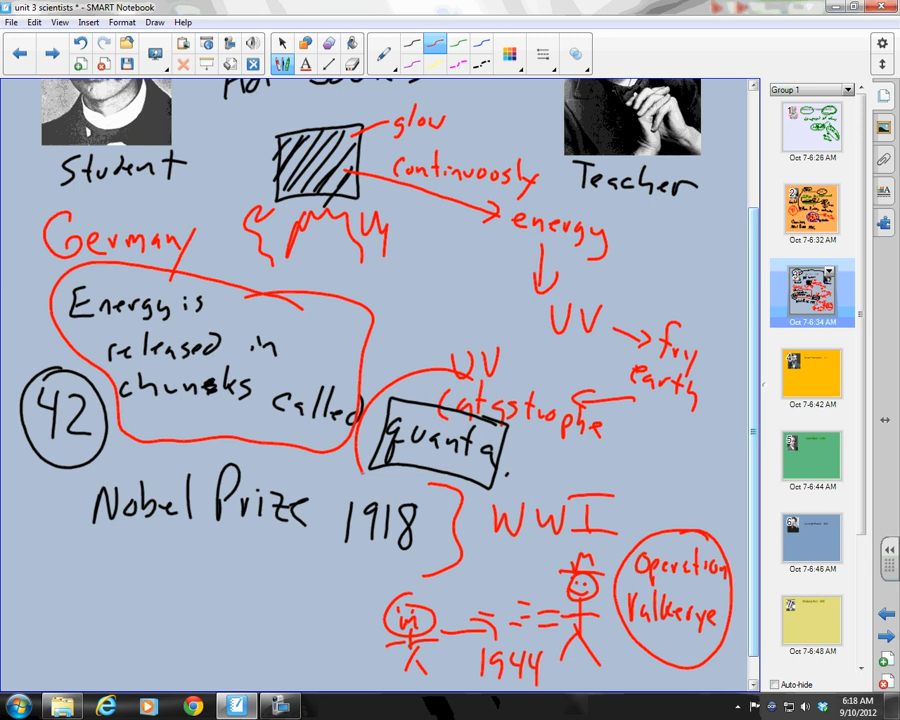 unit 3 scientists * - SMART Notebook
File Edit View Insert Format Draw Help
Group 1
Student
Teacher
glow
continuously
energy
Germany
UV
fry
earth
UV
Catastrophe
Energy is
released in
chunks called
quanta.
42
Nobel Prize 1918
WWI
Operation
Valkerye
1944
Oct 7-6:26 AM
Oct 7-6:32 AM
Oct 7-6:34 AM
Oct 7-6:42 AM
Oct 7-6:44 AM
Oct 7-6:46 AM
Oct 7-6:48 AM
Auto-hide
6:18 AM
9/10/2012